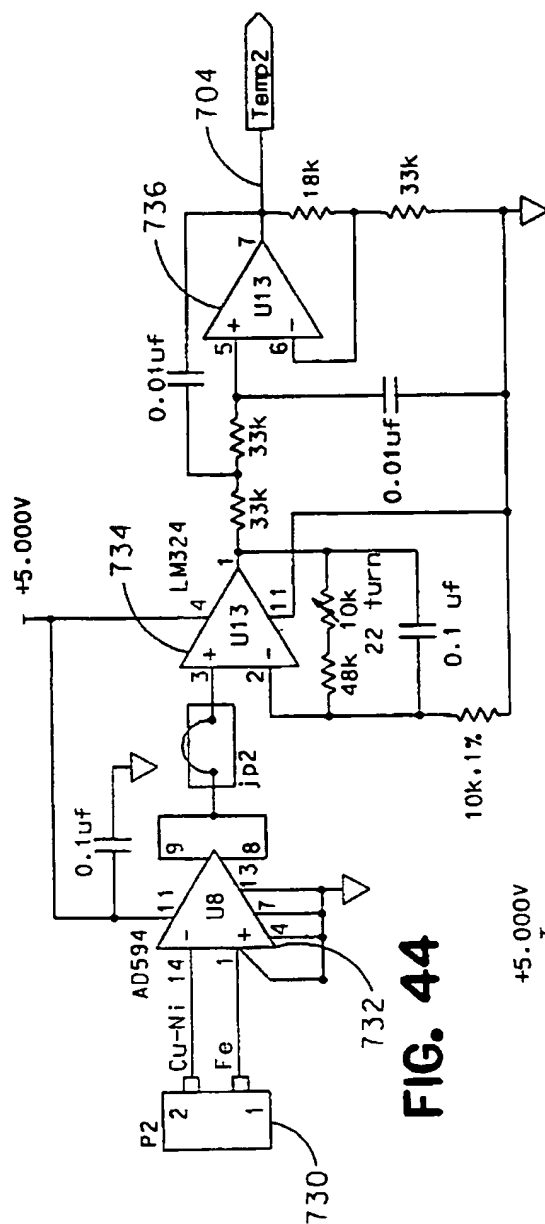 +5.000V
0.1uf
AD594
P2
2
1
730
Cu-Ni
Fe
14
1
-
+
U8
11
13
7
4
732
9
8
jp2
734
LM324
3
2
+
-
U13
4
11
1
48k
10k
22 turn
0.1 uf
10k.1%
33k
33k
0.01uf
0.01uf
736
5
6
+
-
U13
7
704
Temp2
18k
33k
FIG. 44
+5.000V